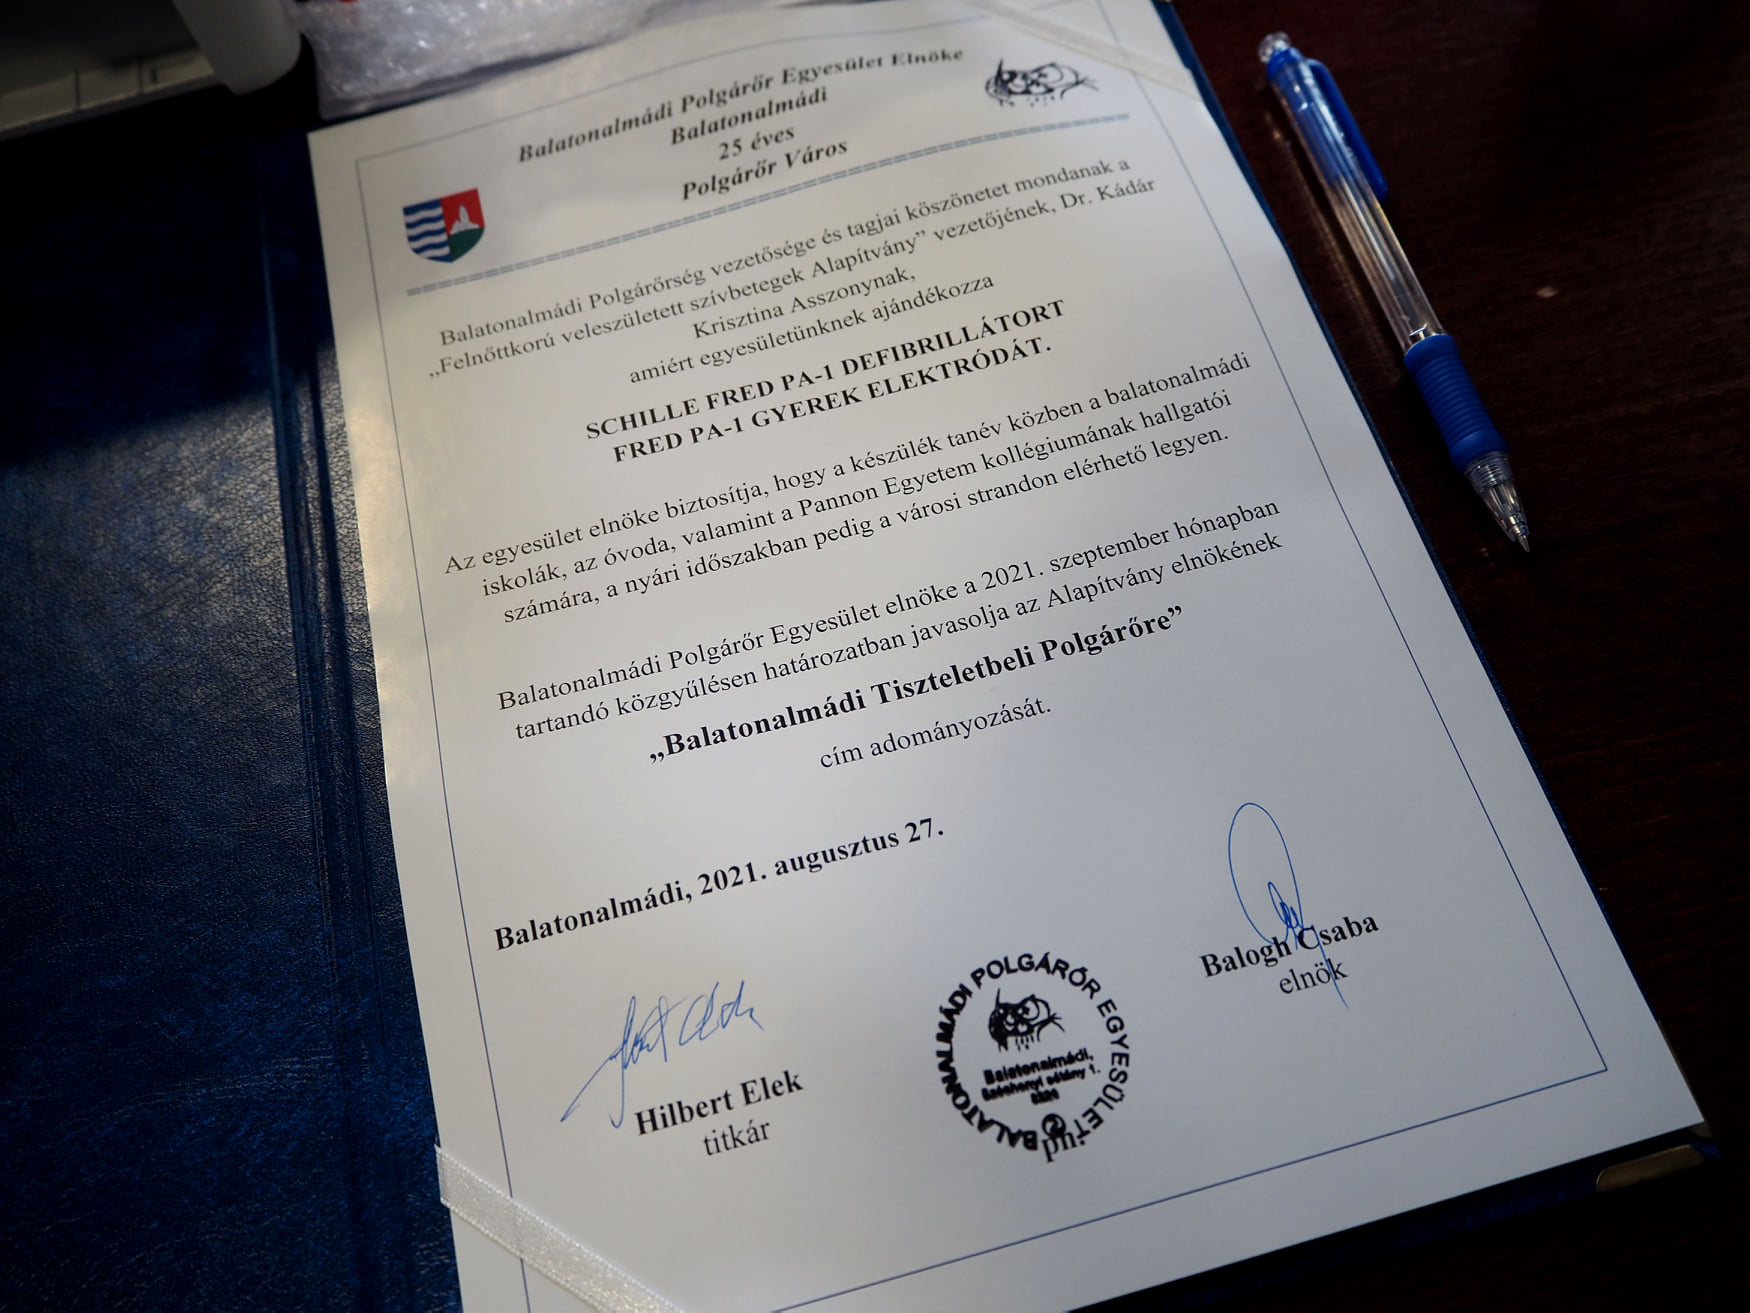 Balatonalmádi Polgárőr Egyesület Elnöke
Balatonalmádi
25 éves
Polgárőr Város
Balatonalmádi Polgárőrség vezetősége és tagjai köszönetet mondanak a
„Felnőttkorú veleszületett szívbetegek Alapítvány” vezetőjének, Dr. Kádár
Krisztina Asszonynak,
amiért egyesületünknek ajándékozza
SCHILLE FRED PA-1 DEFIBRILLÁTORT
FRED PA-1 GYEREK ELEKTRÓDÁT.
Az egyesület elnöke biztosítja, hogy a készülék tanév közben a balatonalmádi
iskolák, az óvoda, valamint a Pannon Egyetem kollégiumának hallgatói
számára, a nyári időszakban pedig a városi strandon elérhető legyen.
Balatonalmádi Polgárőr Egyesület elnöke a 2021. szeptember hónapban
tartandó közgyűlésen határozatban javasolja az Alapítvány elnökének
„Balatonalmádi Tiszteletbeli Polgárőre”
cím adományozását.
Balatonalmádi, 2021. augusztus 27.
Balogh Csaba
elnök
Hilbert Elek
titkár
BALATONALMÁDI POLGÁRŐR EGYESÜLET
Balatonalmádi,
Széchenyi sétány 1.
2
ph.